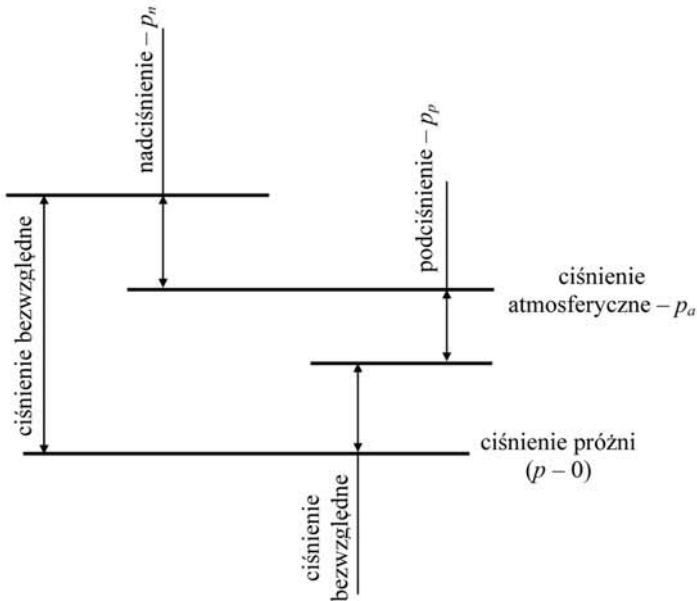 nadciśnienie – pₙ
podciśnienie – pₚ
ciśnienie bezwzględne
ciśnienie
atmosferyczne – pₐ
ciśnienie próżni
(p – 0)
ciśnienie
bezwzględne